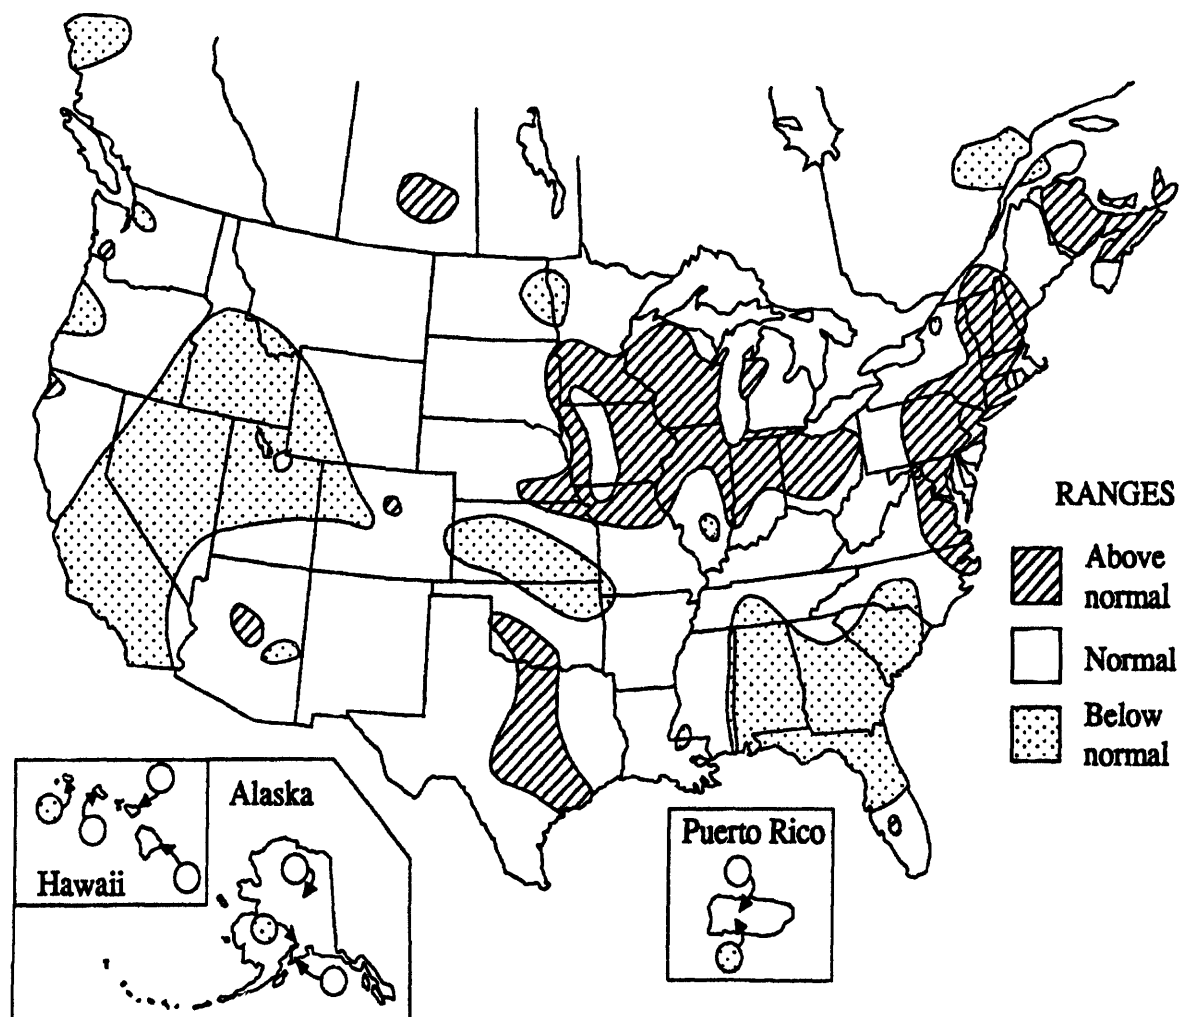 RANGES
Above
normal
Normal
Below
normal
Alaska
Hawaii
Puerto Rico